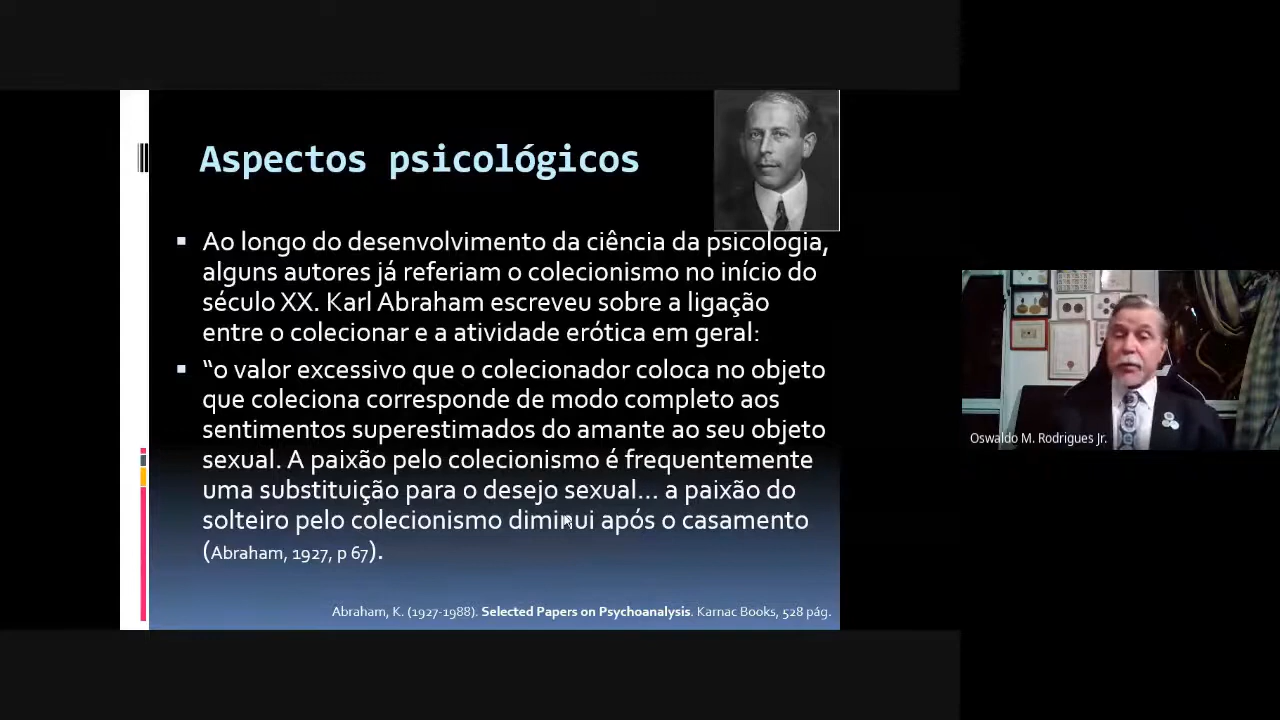 Aspectos psicológicos
▪ Ao longo do desenvolvimento da ciência da psicologia,
alguns autores já referiam o colecionismo no início do
século XX. Karl Abraham escreveu sobre a ligação
entre o colecionar e a atividade erótica em geral:
▪ “o valor excessivo que o colecionador coloca no objeto
que coleciona corresponde de modo completo aos
sentimentos superestimados do amante ao seu objeto
sexual. A paixão pelo colecionismo é frequentemente
uma substituição para o desejo sexual... a paixão do
solteiro pelo colecionismo diminui após o casamento
(Abraham, 1927, p 67).
Abraham, K. (1927-1988). Selected Papers on Psychoanalysis. Karnac Books, 528 pág.
Oswaldo M. Rodrigues Jr.